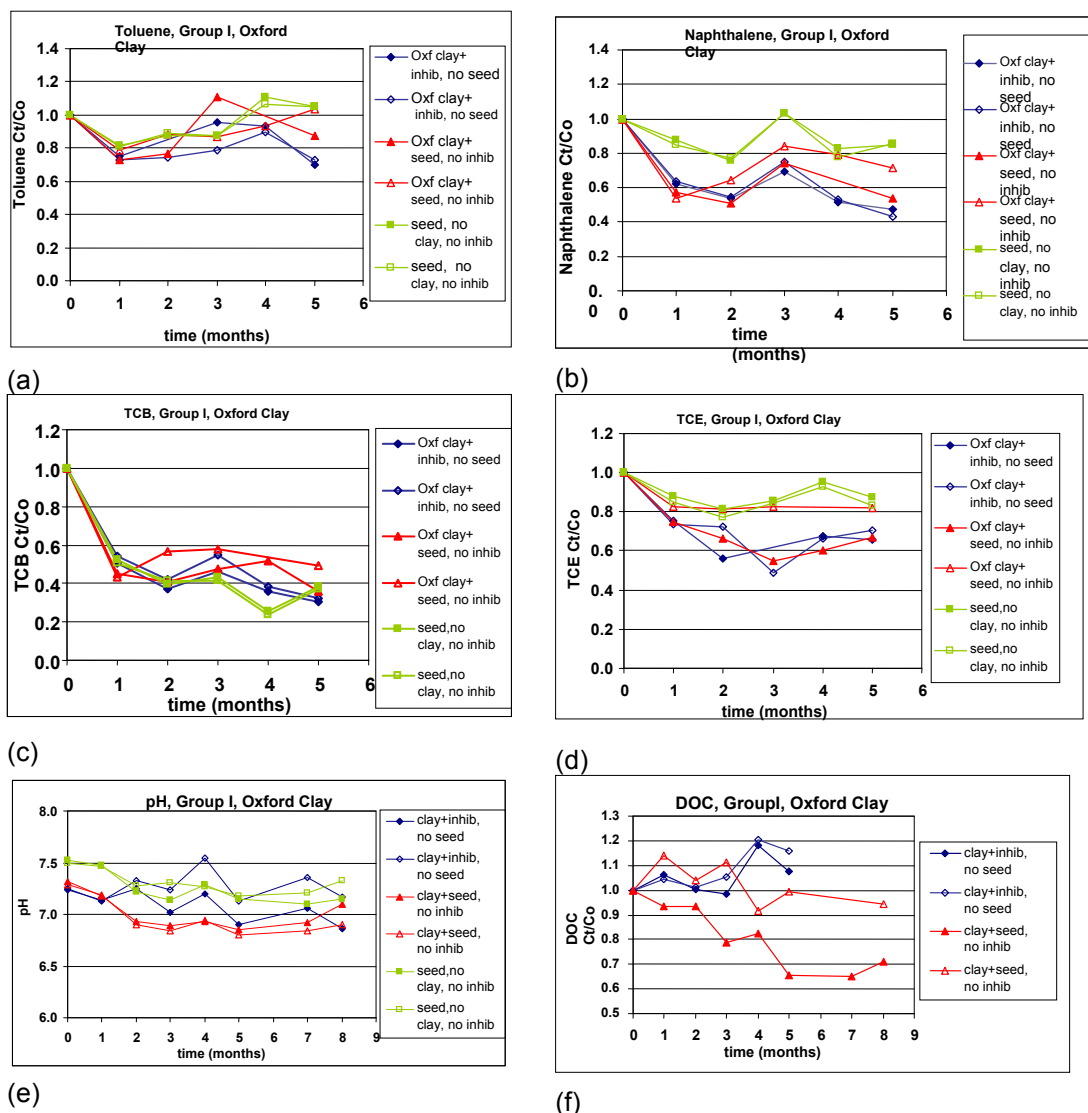 Toluene, Group I, Oxford
Clay
1.4
1.2
1.0
0.8
0.6
0.4
0.2
0.0
Toluene Ct/Co
0 1 2 3 4 5 6
time (months)
Oxf clay+
inhib, no seed
Oxf clay+
inhib, no seed
Oxf clay+
seed, no inhib
Oxf clay+
seed, no inhib
seed, no
clay, no inhib
seed, no
clay, no inhib
(a)
Naphthalene, Group I, Oxford
Clay
1.4
1.2
1.0
0.8
0.6
0.4
0.2
0.
0
Naphthalene Ct/Co
0 1 2 3 4 5 6
time
(months)
Oxf clay+
inhib, no
seed
Oxf clay+
inhib, no
seed
Oxf clay+
seed, no
inhib
Oxf clay+
seed, no
inhib
seed, no
clay, no
inhib
seed, no
clay, no inhib
(b)
TCB, Group I, Oxford Clay
1.2
1.0
0.8
0.6
0.4
0.2
0.0
TCB Ct/Co
0 1 2 3 4 5 6
time (months)
Oxf clay+
inhib, no seed
Oxf clay+
inhib, no seed
Oxf clay+
seed, no inhib
Oxf clay+
seed, no inhib
seed,no
clay, no inhib
seed,no
clay, no inhib
(c)
TCE, Group I, Oxford Clay
1.2
1.0
0.8
0.6
0.4
0.2
0.0
TCE Ct/Co
0 1 2 3 4 5 6
time (months)
Oxf clay+
inhib, no seed
Oxf clay+
inhib, no seed
Oxf clay+
seed, no inhib
Oxf clay+
seed, no inhib
seed,no
clay, no inhib
seed,no
clay, no inhib
(d)
pH, Group I, Oxford Clay
8.0
7.5
7.0
6.5
6.0
pH
0 1 2 3 4 5 6 7 8 9
time (months)
clay+inhib,
no seed
clay+inhib,
no seed
clay+seed,
no inhib
clay+seed,
no inhib
seed,no
clay, no inhib
seed,no
clay, no inhib
(e)
DOC, GroupI, Oxford Clay
1.3
1.2
1.1
1.0
0.9
0.8
0.7
0.6
0.5
DOC
Ct/Co
0 1 2 3 4 5 6 7 8 9
time (months)
clay+inhib,
no seed
clay+inhib,
no seed
clay+seed,
no inhib
clay+seed,
no inhib
(f)